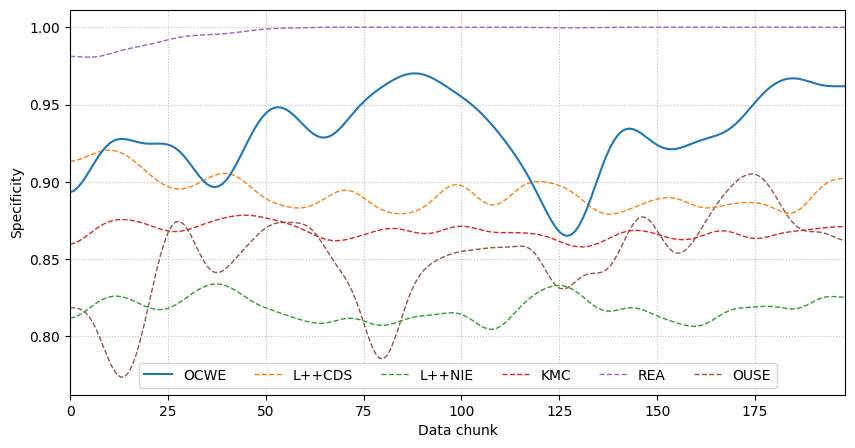 1.00
0.95
0.90
0.85
0.80
Specificity
OCWE L++CDS L++NIE KMC REA OUSE
0 25 50 75 100 125 150 175
Data chunk